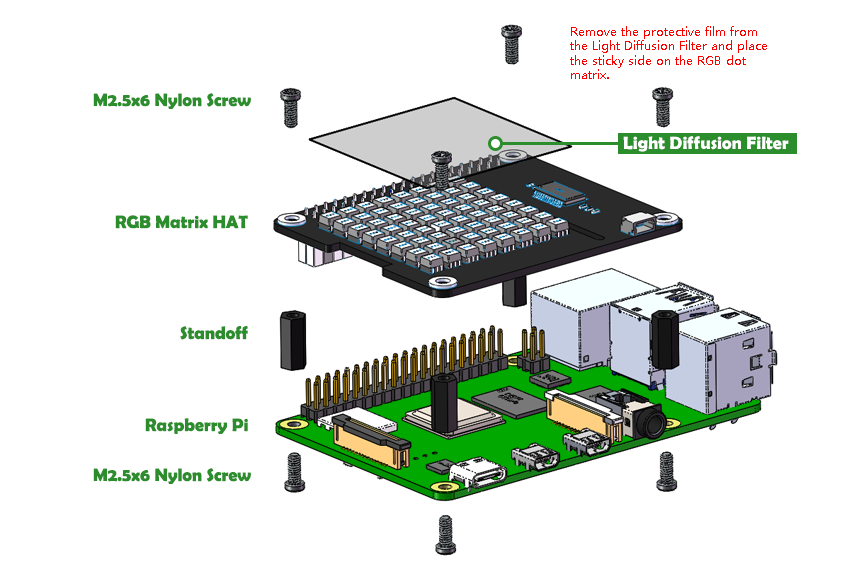 Remove the protective film from
the Light Diffusion Filter and place
the sticky side on the RGB dot
matrix.
M2.5x6 Nylon Screw
Light Diffusion Filter
RGB Matrix HAT
Standoff
Raspberry Pi
M2.5x6 Nylon Screw